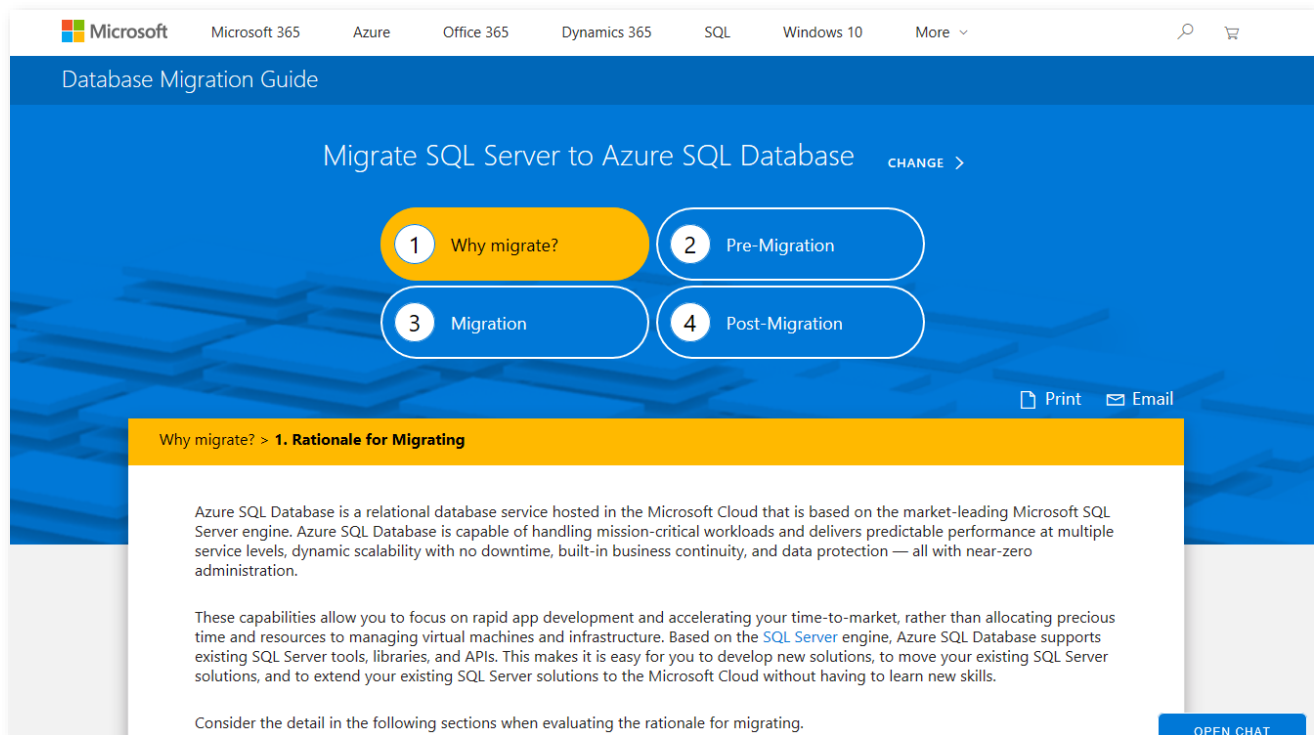 Microsoft Microsoft 365 Azure Office 365 Dynamics 365 SQL Windows 10 More
Database Migration Guide
Migrate SQL Server to Azure SQL Database CHANGE
1 Why migrate?
2 Pre-Migration
3 Migration
4 Post-Migration
Print Email
Why migrate? > 1. Rationale for Migrating
Azure SQL Database is a relational database service hosted in the Microsoft Cloud that is based on the market-leading Microsoft SQL
Server engine. Azure SQL Database is capable of handling mission-critical workloads and delivers predictable performance at multiple
service levels, dynamic scalability with no downtime, built-in business continuity, and data protection — all with near-zero
administration.
These capabilities allow you to focus on rapid app development and accelerating your time-to-market, rather than allocating precious
time and resources to managing virtual machines and infrastructure. Based on the SQL Server engine, Azure SQL Database supports
existing SQL Server tools, libraries, and APIs. This makes it is easy for you to develop new solutions, to move your existing SQL Server
solutions, and to extend your existing SQL Server solutions to the Microsoft Cloud without having to learn new skills.
Consider the detail in the following sections when evaluating the rationale for migrating.
OPEN CHAT